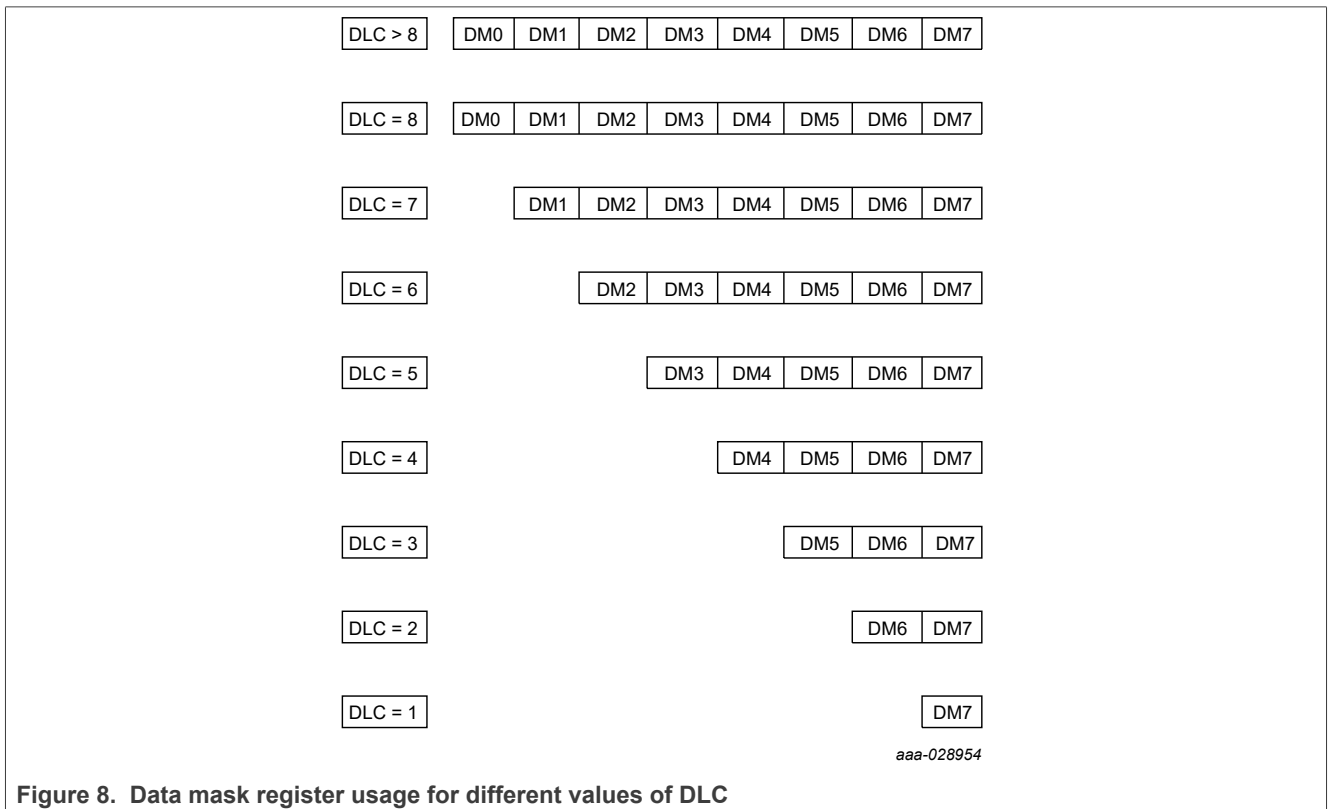 DLC > 8 DM0 DM1 DM2 DM3 DM4 DM5 DM6 DM7
DLC = 8 DM0 DM1 DM2 DM3 DM4 DM5 DM6 DM7
DLC = 7 DM1 DM2 DM3 DM4 DM5 DM6 DM7
DLC = 6 DM2 DM3 DM4 DM5 DM6 DM7
DLC = 5 DM3 DM4 DM5 DM6 DM7
DLC = 4 DM4 DM5 DM6 DM7
DLC = 3 DM5 DM6 DM7
DLC = 2 DM6 DM7
DLC = 1 DM7
aaa-028954
Figure 8. Data mask register usage for different values of DLC